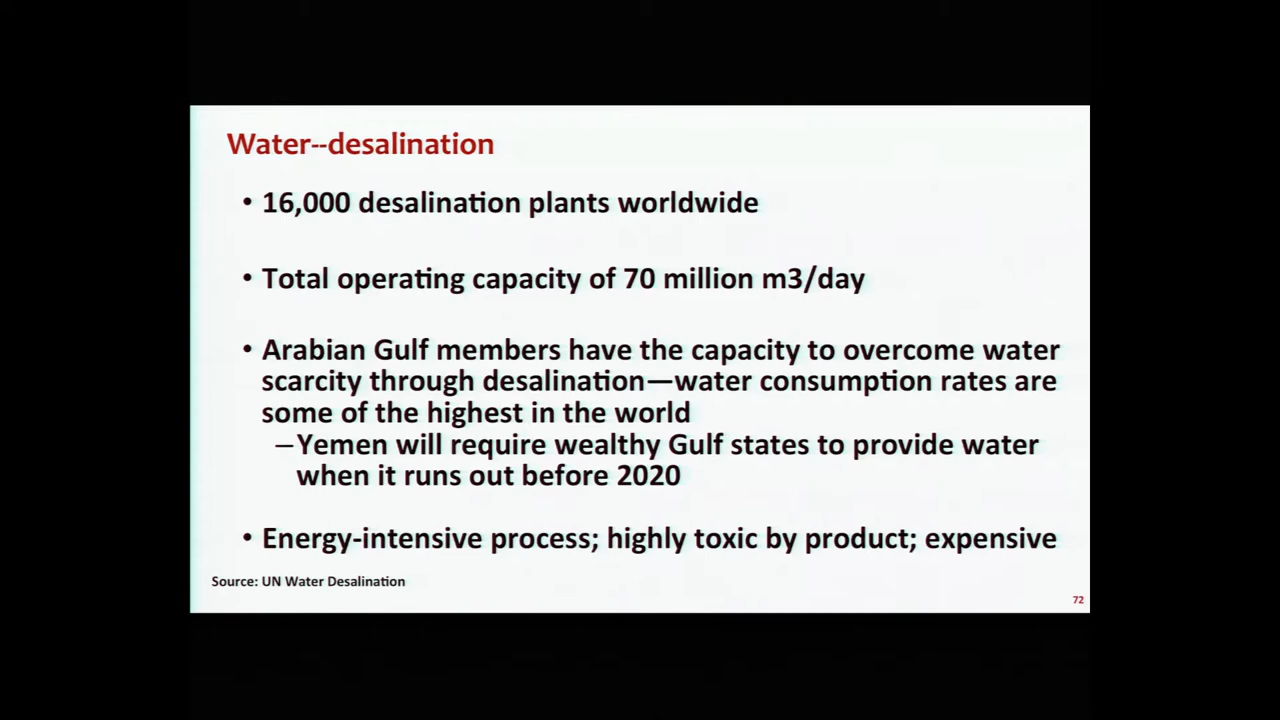 Water--desalination
• 16,000 desalination plants worldwide
• Total operating capacity of 70 million m3/day
• Arabian Gulf members have the capacity to overcome water
scarcity through desalination—water consumption rates are
some of the highest in the world
–Yemen will require wealthy Gulf states to provide water
when it runs out before 2020
• Energy-intensive process; highly toxic by product; expensive
Source: UN Water Desalination
72